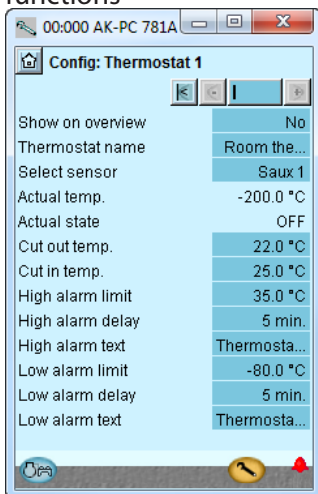 functions
00:000 AK-PC 781A
Config: Thermostat 1
Show on overview No
Thermostat name Room the...
Select sensor Saux 1
Actual temp. -200.0 °C
Actual state OFF
Cut out temp. 22.0 °C
Cut in temp. 25.0 °C
High alarm limit 35.0 °C
High alarm delay 5 min.
High alarm text Thermosta...
Low alarm limit -80.0 °C
Low alarm delay 5 min.
Low alarm text Thermosta...